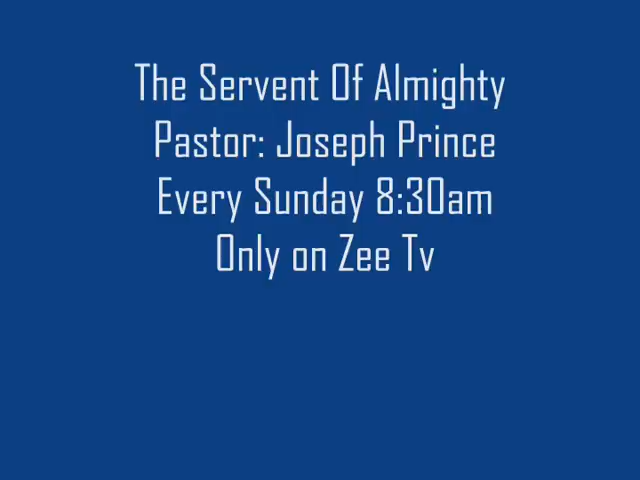 The Servent Of Almighty
Pastor: Joseph Prince
Every Sunday 8:30am
Only on Zee Tv